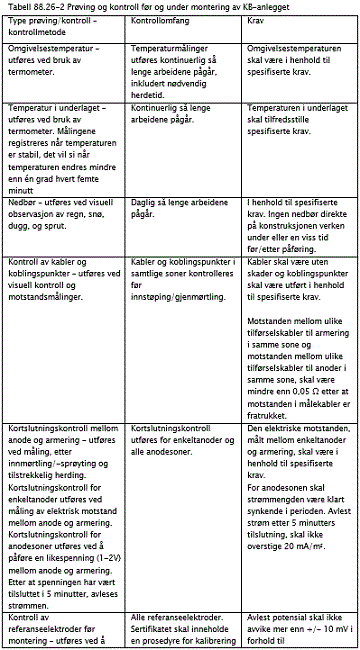 Tabell 88.26-2 Prøving og kontroll før og under montering av KB-anlegget
Type prøving/kontroll -
kontrollmetode
Kontrollomfang
Krav
Omgivelsestemperatur -
utføres ved bruk av
termometer.
Temperaturmålinger
utføres kontinuerlig så
lenge arbeidene pågår,
inkludert nødvendig
herdetid.
Omgivelsestemperaturen
skal være i henhold til
spesifiserte krav.
Temperatur i underlaget -
utføres ved bruk av
termometer. Målingene
registreres når temperaturen
er stabil, det vil si når
temperaturen endres mindre
enn én grad hvert femte
minutt
Kontinuerlig så lenge
arbeidene pågår.
Temperaturen i underlaget
skal tilfredsstille
spesifiserte krav.
Nedbør - utføres ved visuell
observasjon av regn, snø,
dugg, og sprut.
Daglig så lenge arbeidene
pågår.
I henhold til spesifiserte
krav. Ingen nedbør direkte
på konstruksjonen verken
under eller en viss tid
før/etter påføring.
Kontroll av kabler og
koblingspunkter - utføres ved
visuell kontroll og
motstandsmålinger.
Kabler og koblingspunkter i
samtlige soner kontrolleres
før
innstøping/gjenmørtling.
Kabler skal være uten
skader og koblingspunkter
skal være utført i henhold
til spesifiserte krav.
Motstanden mellom ulike
tilførselskabler til armering
i samme sone og
motstanden mellom ulike
tilførselskabler til anoder i
samme sone, skal være
mindre enn 0,05 Ω etter at
motstanden i målekabler er
fratrukket.
Kortslutningskontroll mellom
anode og armering - utføres
ved måling, etter
innmørtling/-sprøyting og
tilstrekkelig herding.
Kortslutningskontroll for
enkeltanoder utføres ved
måling av elektrisk motstand
mellom anode og armering.
Kortslutningskontroll for
anodesoner utføres ved å
påføre en likespenning (1-2V)
mellom anode og armering.
Etter at spenningen har vært
tilsluttet i 5 minutter, avleses
strømmen.
Kortslutningskontroll
utføres for enkeltanoder og
alle anodesoner.
Den elektriske motstanden,
målt mellom enkeltanoder
og armering, skal være i
henhold til spesifiserte
krav.
For anodesonen skal
strømmengden være klart
synkende i perioden. Avlest
strøm etter 5 minutters
tilslutning, skal ikke
overstige 20 mA/m².
Kontroll av
referanseelektroder før
montering - utføres ved å
Alle referanseelektroder.
Sertifikatet skal inneholde
en prosedyre for kalibrering
Avlest potensial skal ikke
avvike mer enn +/- 10 mV i
forhold til